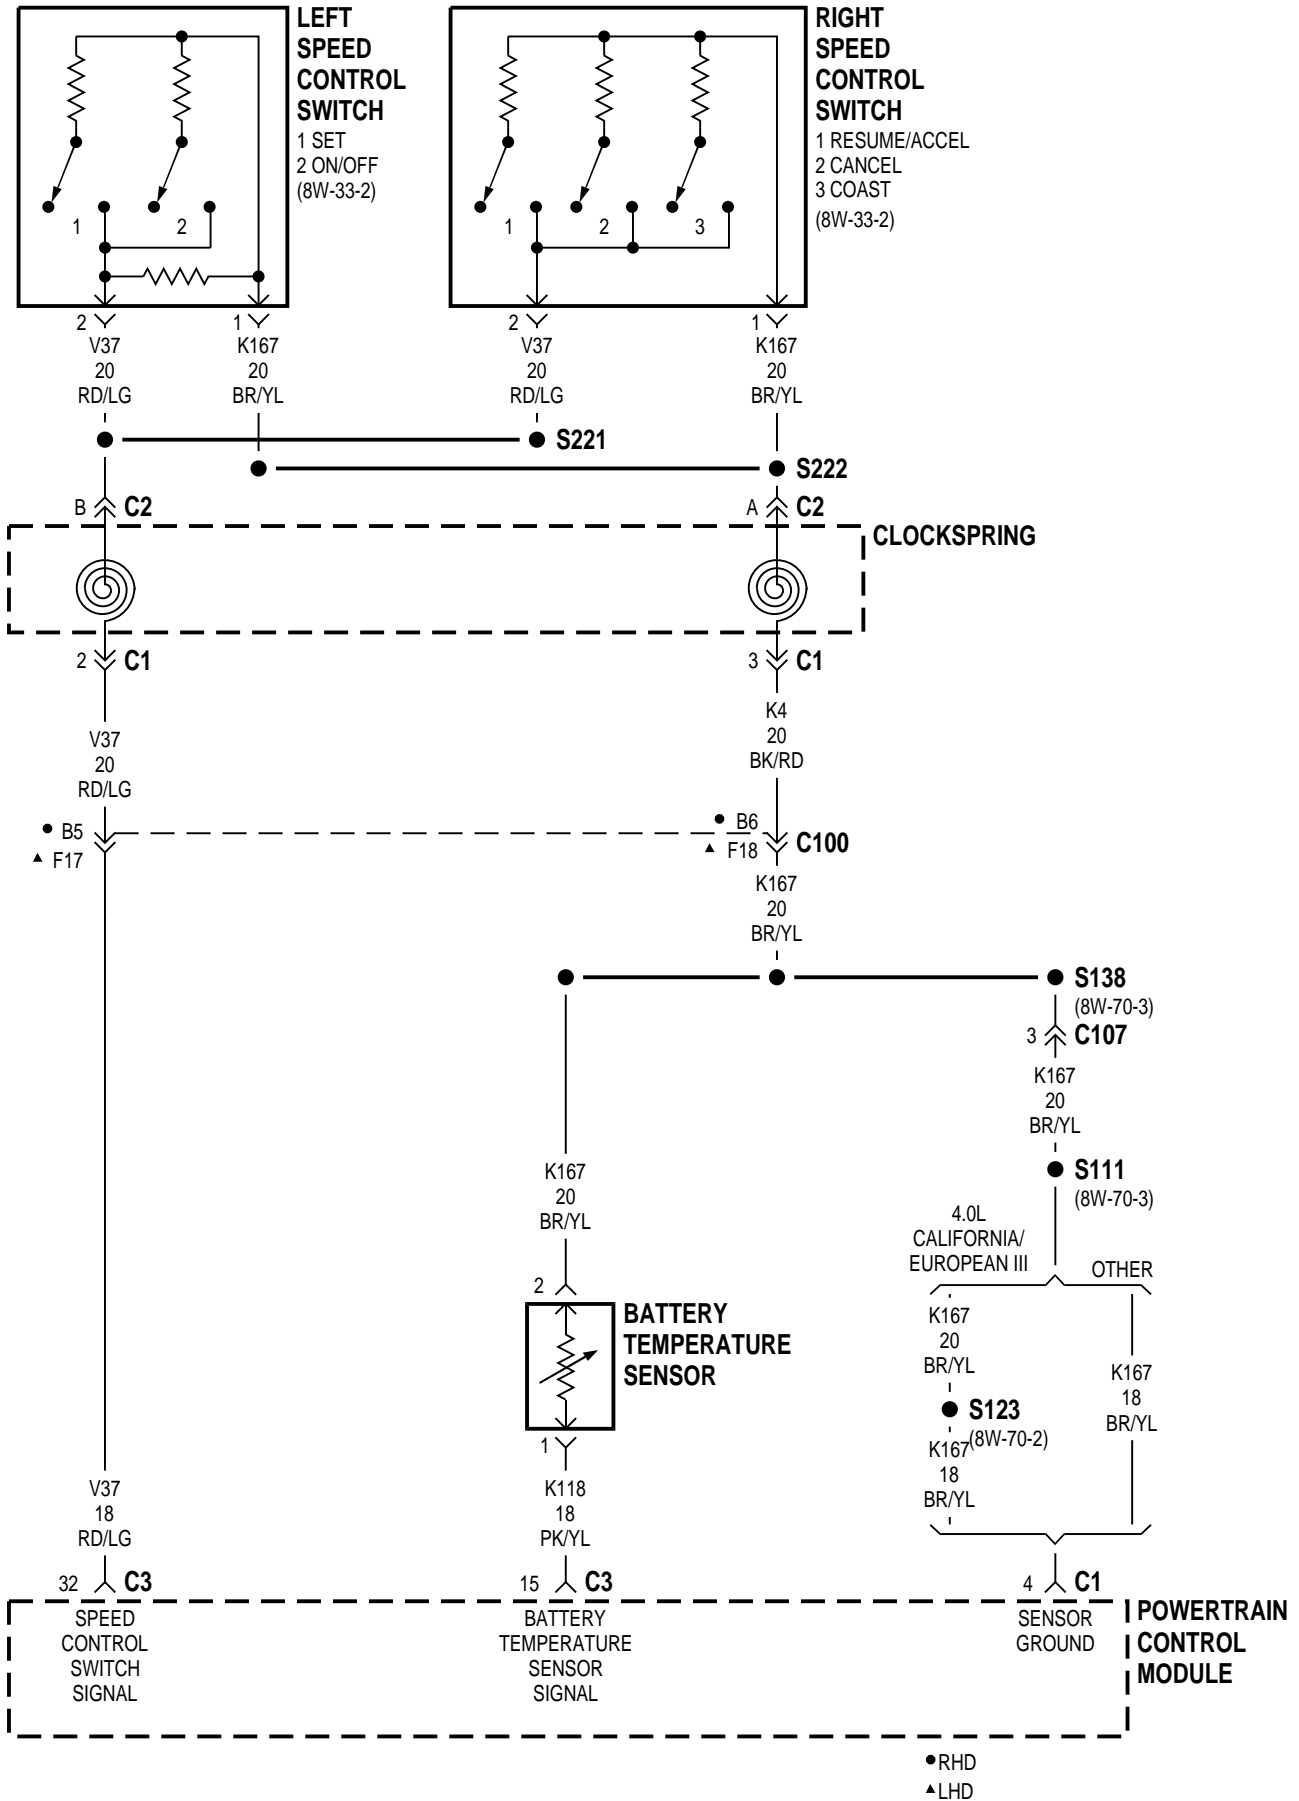 LEFT
SPEED
CONTROL
SWITCH
1 SET
2 ON/OFF
(8W-33-2)
RIGHT
SPEED
CONTROL
SWITCH
1 RESUME/ACCEL
2 CANCEL
3 COAST
(8W-33-2)
1
2
1
2
3
2
1
2
1
V37
20
RD/LG
K167
20
BR/YL
V37
20
RD/LG
K167
20
BR/YL
S221
S222
B
C2
A
C2
CLOCKSPRING
2
C1
3
C1
V37
20
RD/LG
K4
20
BK/RD
● B5
▲ F17
● B6
▲ F18
C100
K167
20
BR/YL
S138
(8W-70-3)
3
C107
K167
20
BR/YL
S111
(8W-70-3)
K167
20
BR/YL
4.0L
CALIFORNIA/
EUROPEAN III
OTHER
2
BATTERY
TEMPERATURE
SENSOR
1
K167
20
BR/YL
S123
(8W-70-2)
K167
18
BR/YL
K167
18
BR/YL
V37
18
RD/LG
K118
18
PK/YL
32
C3
15
C3
4
C1
SPEED
CONTROL
SWITCH
SIGNAL
BATTERY
TEMPERATURE
SENSOR
SIGNAL
SENSOR
GROUND
POWERTRAIN
CONTROL
MODULE
●RHD
▲LHD